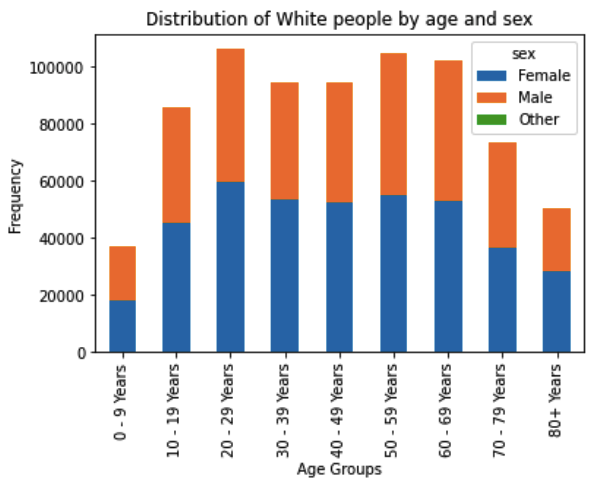 Distribution of White people by age and sex
sex
Female
Male
Other
Frequency
100000
80000
60000
40000
20000
0
0 - 9 Years
10 - 19 Years
20 - 29 Years
30 - 39 Years
40 - 49 Years
50 - 59 Years
60 - 69 Years
70 - 79 Years
80+ Years
Age Groups